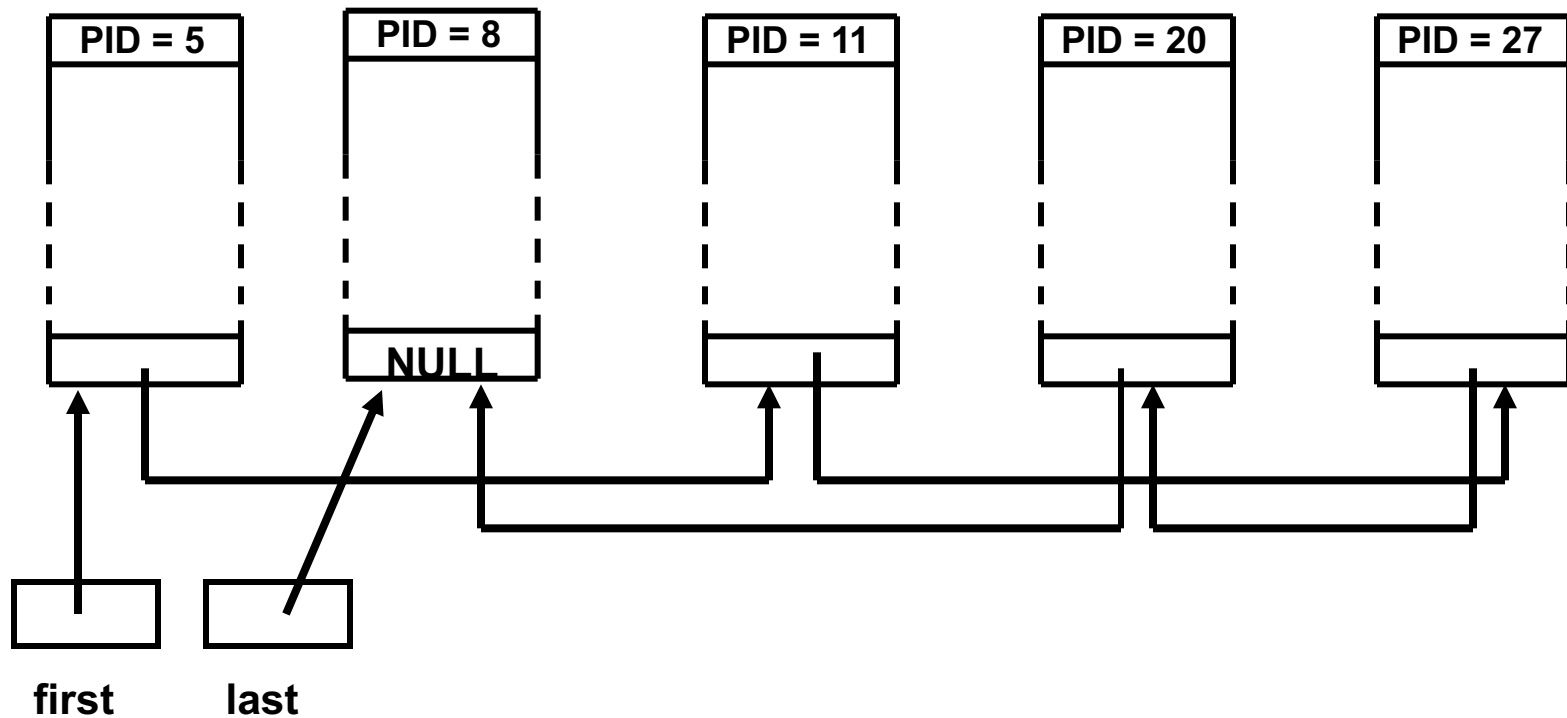 PID = 5
PID = 8
PID = 11
PID = 20
PID = 27
NULL
first
last